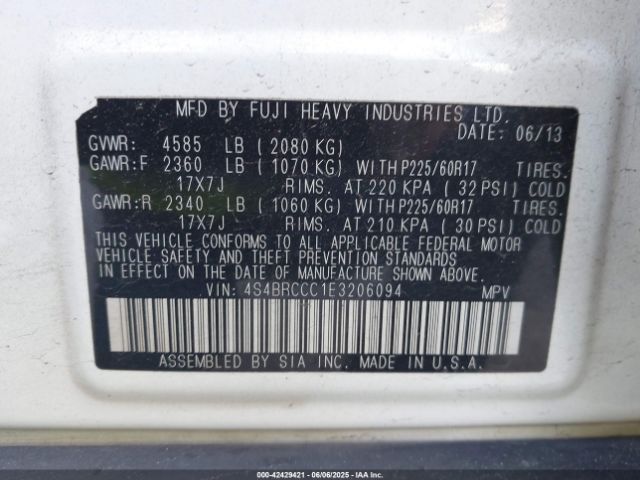 MFD BY FUJI HEAVY INDUSTRIES LTD.
DATE: 06/13
GVWR: 4585 LB (2080 KG)
GAWR:F 2360 LB (1070 KG) WITH P225/60R17 TIRES.
17X7J RIMS. AT 220 KPA (32 PSI) COLD
GAWR:R 2340 LB (1060 KG) WITH P225/60R17 TIRES.
17X7J RIMS. AT 210 KPA (30 PSI) COLD
THIS VEHICLE CONFORMS TO ALL APPLICABLE FEDERAL MOTOR
VEHICLE SAFETY AND THEFT PREVENTION STANDARDS
IN EFFECT ON THE DATE OF MANUFACTURE SHOWN ABOVE.
VIN: 4S4BRCCC1E3206094 MPV
ASSEMBLED BY SIA INC. MADE IN U.S.A.
000-42429421 - 06/06/2025 - IAAI.COM